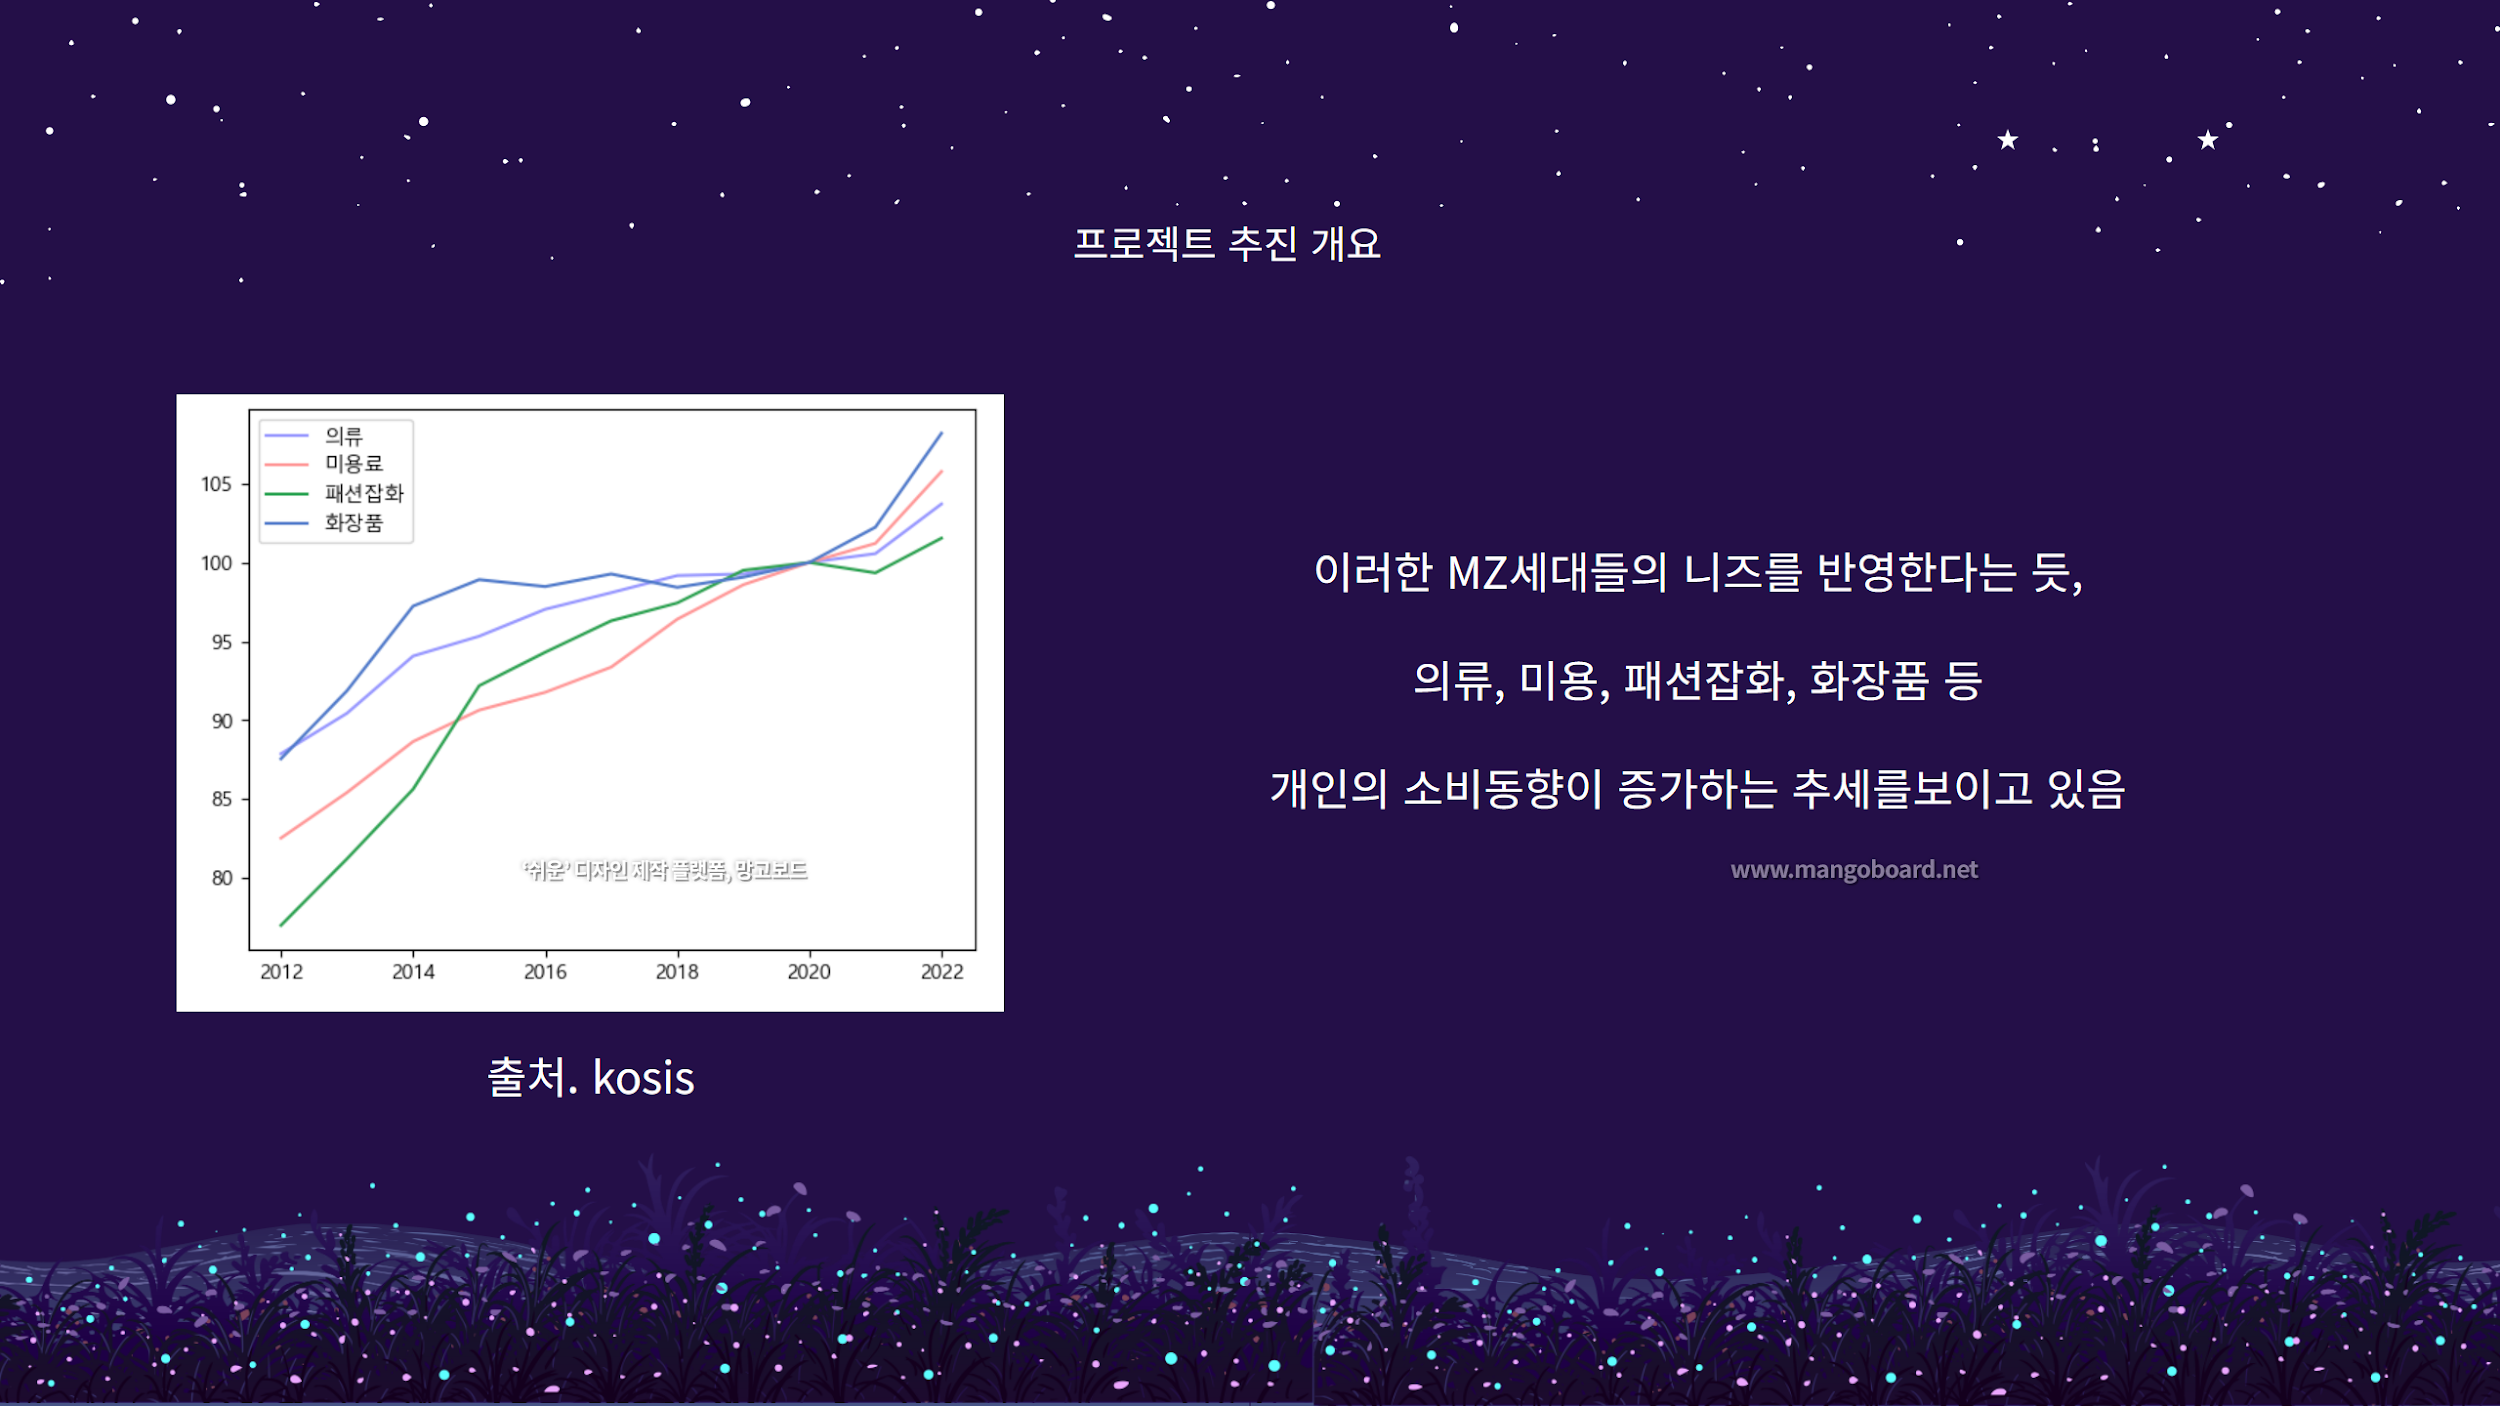 프로젝트 추진 개요
의류
미용료
패션잡화
화장품
105
100
95
90
85
80
2012 2014 2016 2018 2020 2022
'쉬운' 디자인 제작 플랫폼, 망고보드
출처. kosis
이러한 MZ세대들의 니즈를 반영한다는 듯,
의류, 미용, 패션잡화, 화장품 등
개인의 소비동향이 증가하는 추세를보이고 있음
www.mangoboard.net